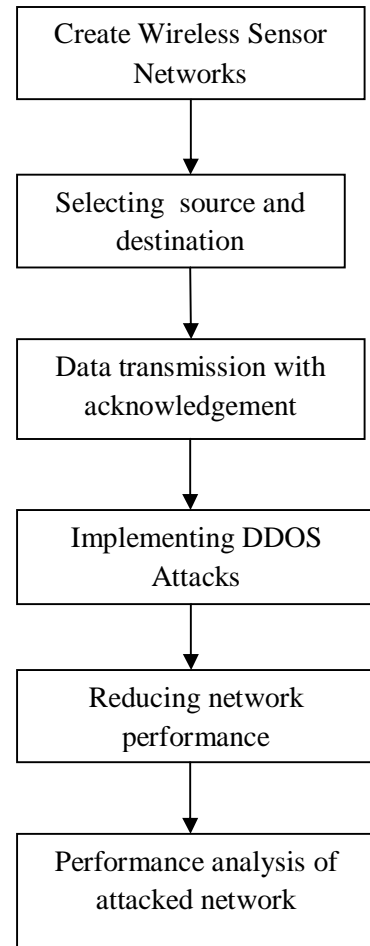 Create Wireless Sensor
Networks
Selecting source and
destination
Data transmission with
acknowledgement
Implementing DDOS
Attacks
Reducing network
performance
Performance analysis of
attacked network